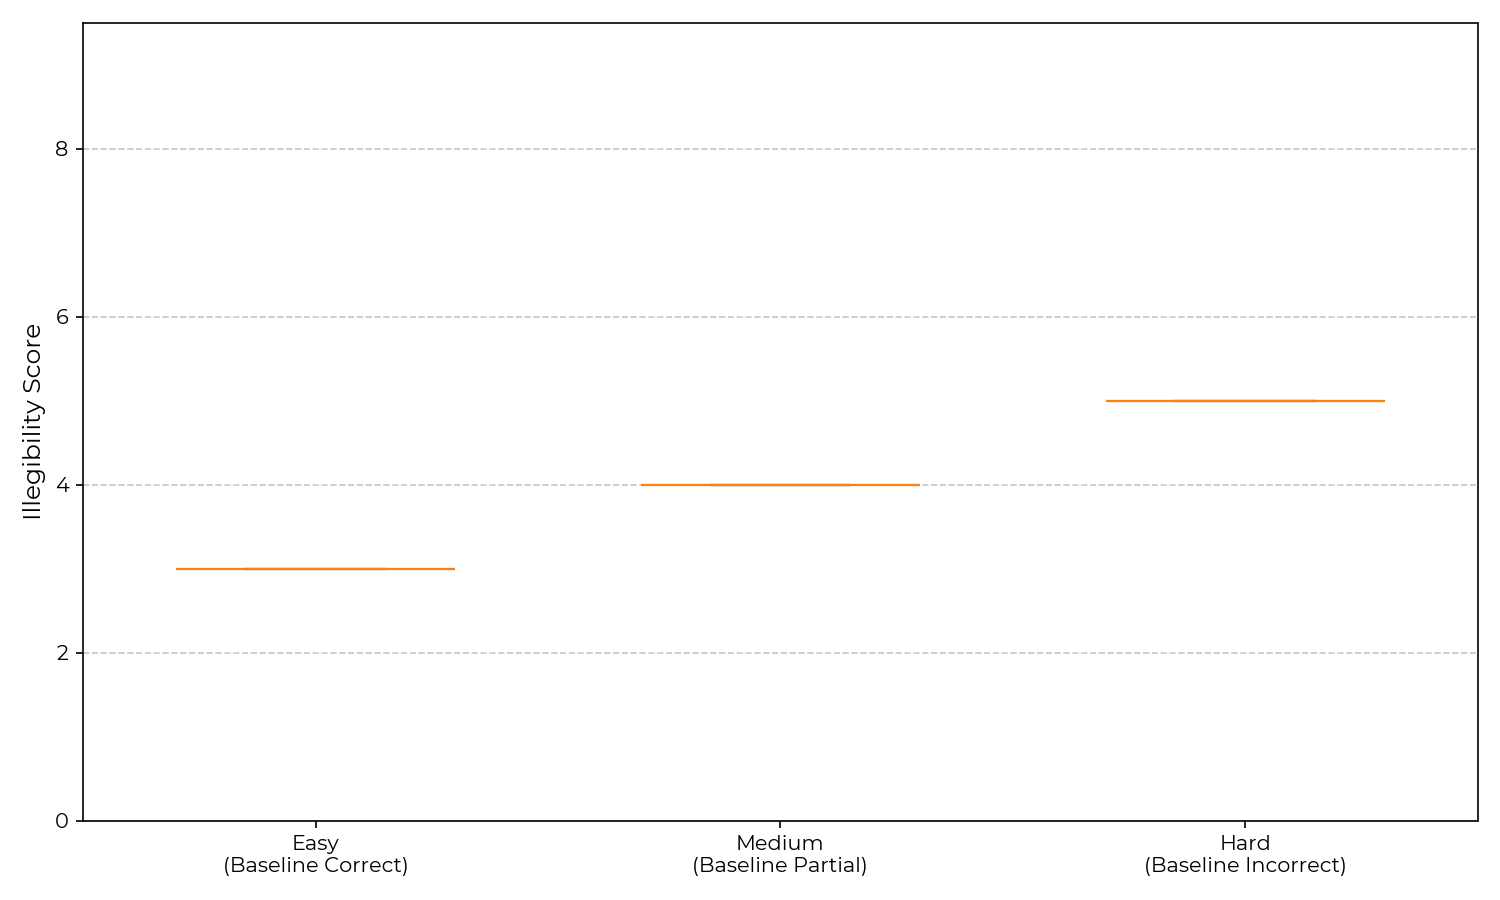 Illegibility Score
8
6
4
2
0
Easy
(Baseline Correct)
Medium
(Baseline Partial)
Hard
(Baseline Incorrect)